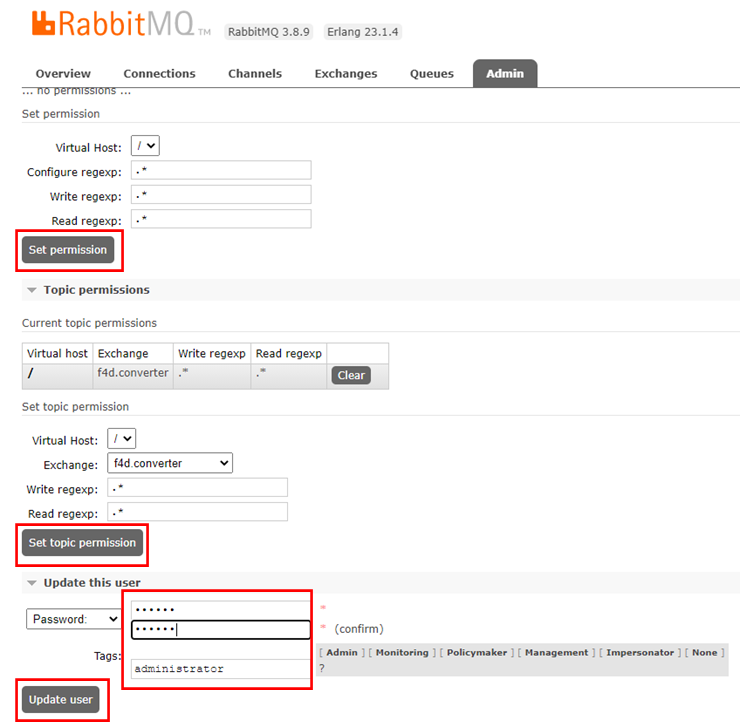 RabbitMQ TM RabbitMQ 3.8.9 Erlang 23.1.4
Overview Connections Channels Exchanges Queues Admin
... no permissions ...
Set permission
Virtual Host: /
Configure regexp: .*
Write regexp: .*
Read regexp: .*
Set permission
Topic permissions
Current topic permissions
Virtual host Exchange Write regexp Read regexp
/ f4d.converter .* .* Clear
Set topic permission
Virtual Host: /
Exchange: f4d.converter
Write regexp: .*
Read regexp: .*
Set topic permission
Update this user
Password: •••••• *
•••••• * (confirm)
Tags: [ Admin ] [ Monitoring ] [ Policymaker ] [ Management ] [ Impersonator ] [ None ]
administrator ?
Update user